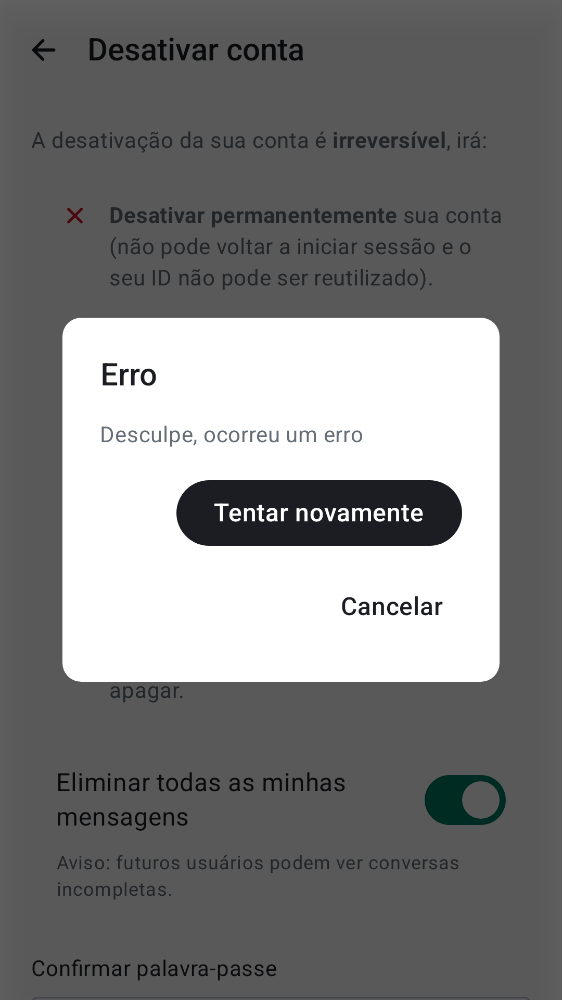 Desativar conta
A desativação da sua conta é irreversível, irá:
Desativar permanentemente sua conta
(não pode voltar a iniciar sessão e o
seu ID não pode ser reutilizado).
Erro
Desculpe, ocorreu um erro
Tentar novamente
Cancelar
apagar.
Eliminar todas as minhas
mensagens
Aviso: futuros usuários podem ver conversas
incompletas.
Confirmar palavra-passe